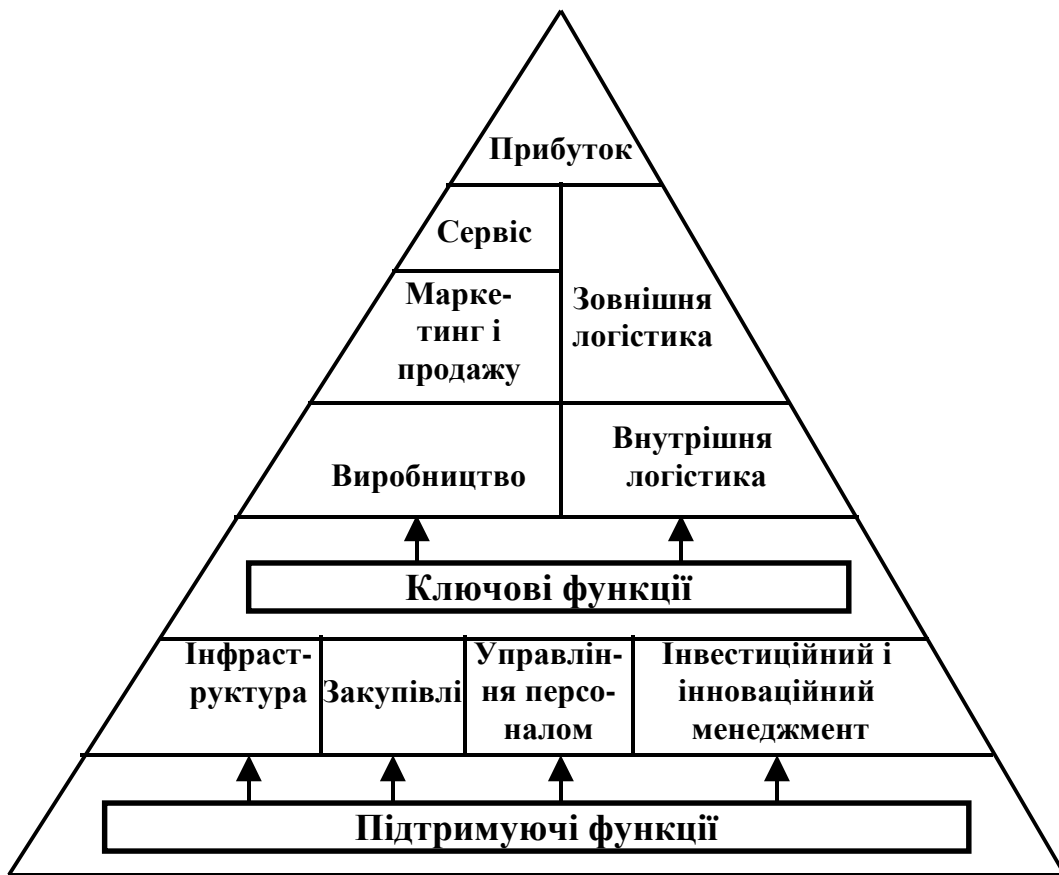 Прибуток
Сервіс
Марке-
тинг і
продажу
Зовнішня
логістика
Виробництво
Внутрішня
логістика
Ключові функції
Інфраст-
руктура
Закупівлі
Управлін-
ня персо-
налом
Інвестиційний і
інноваційний
менеджмент
Підтримуючі функції